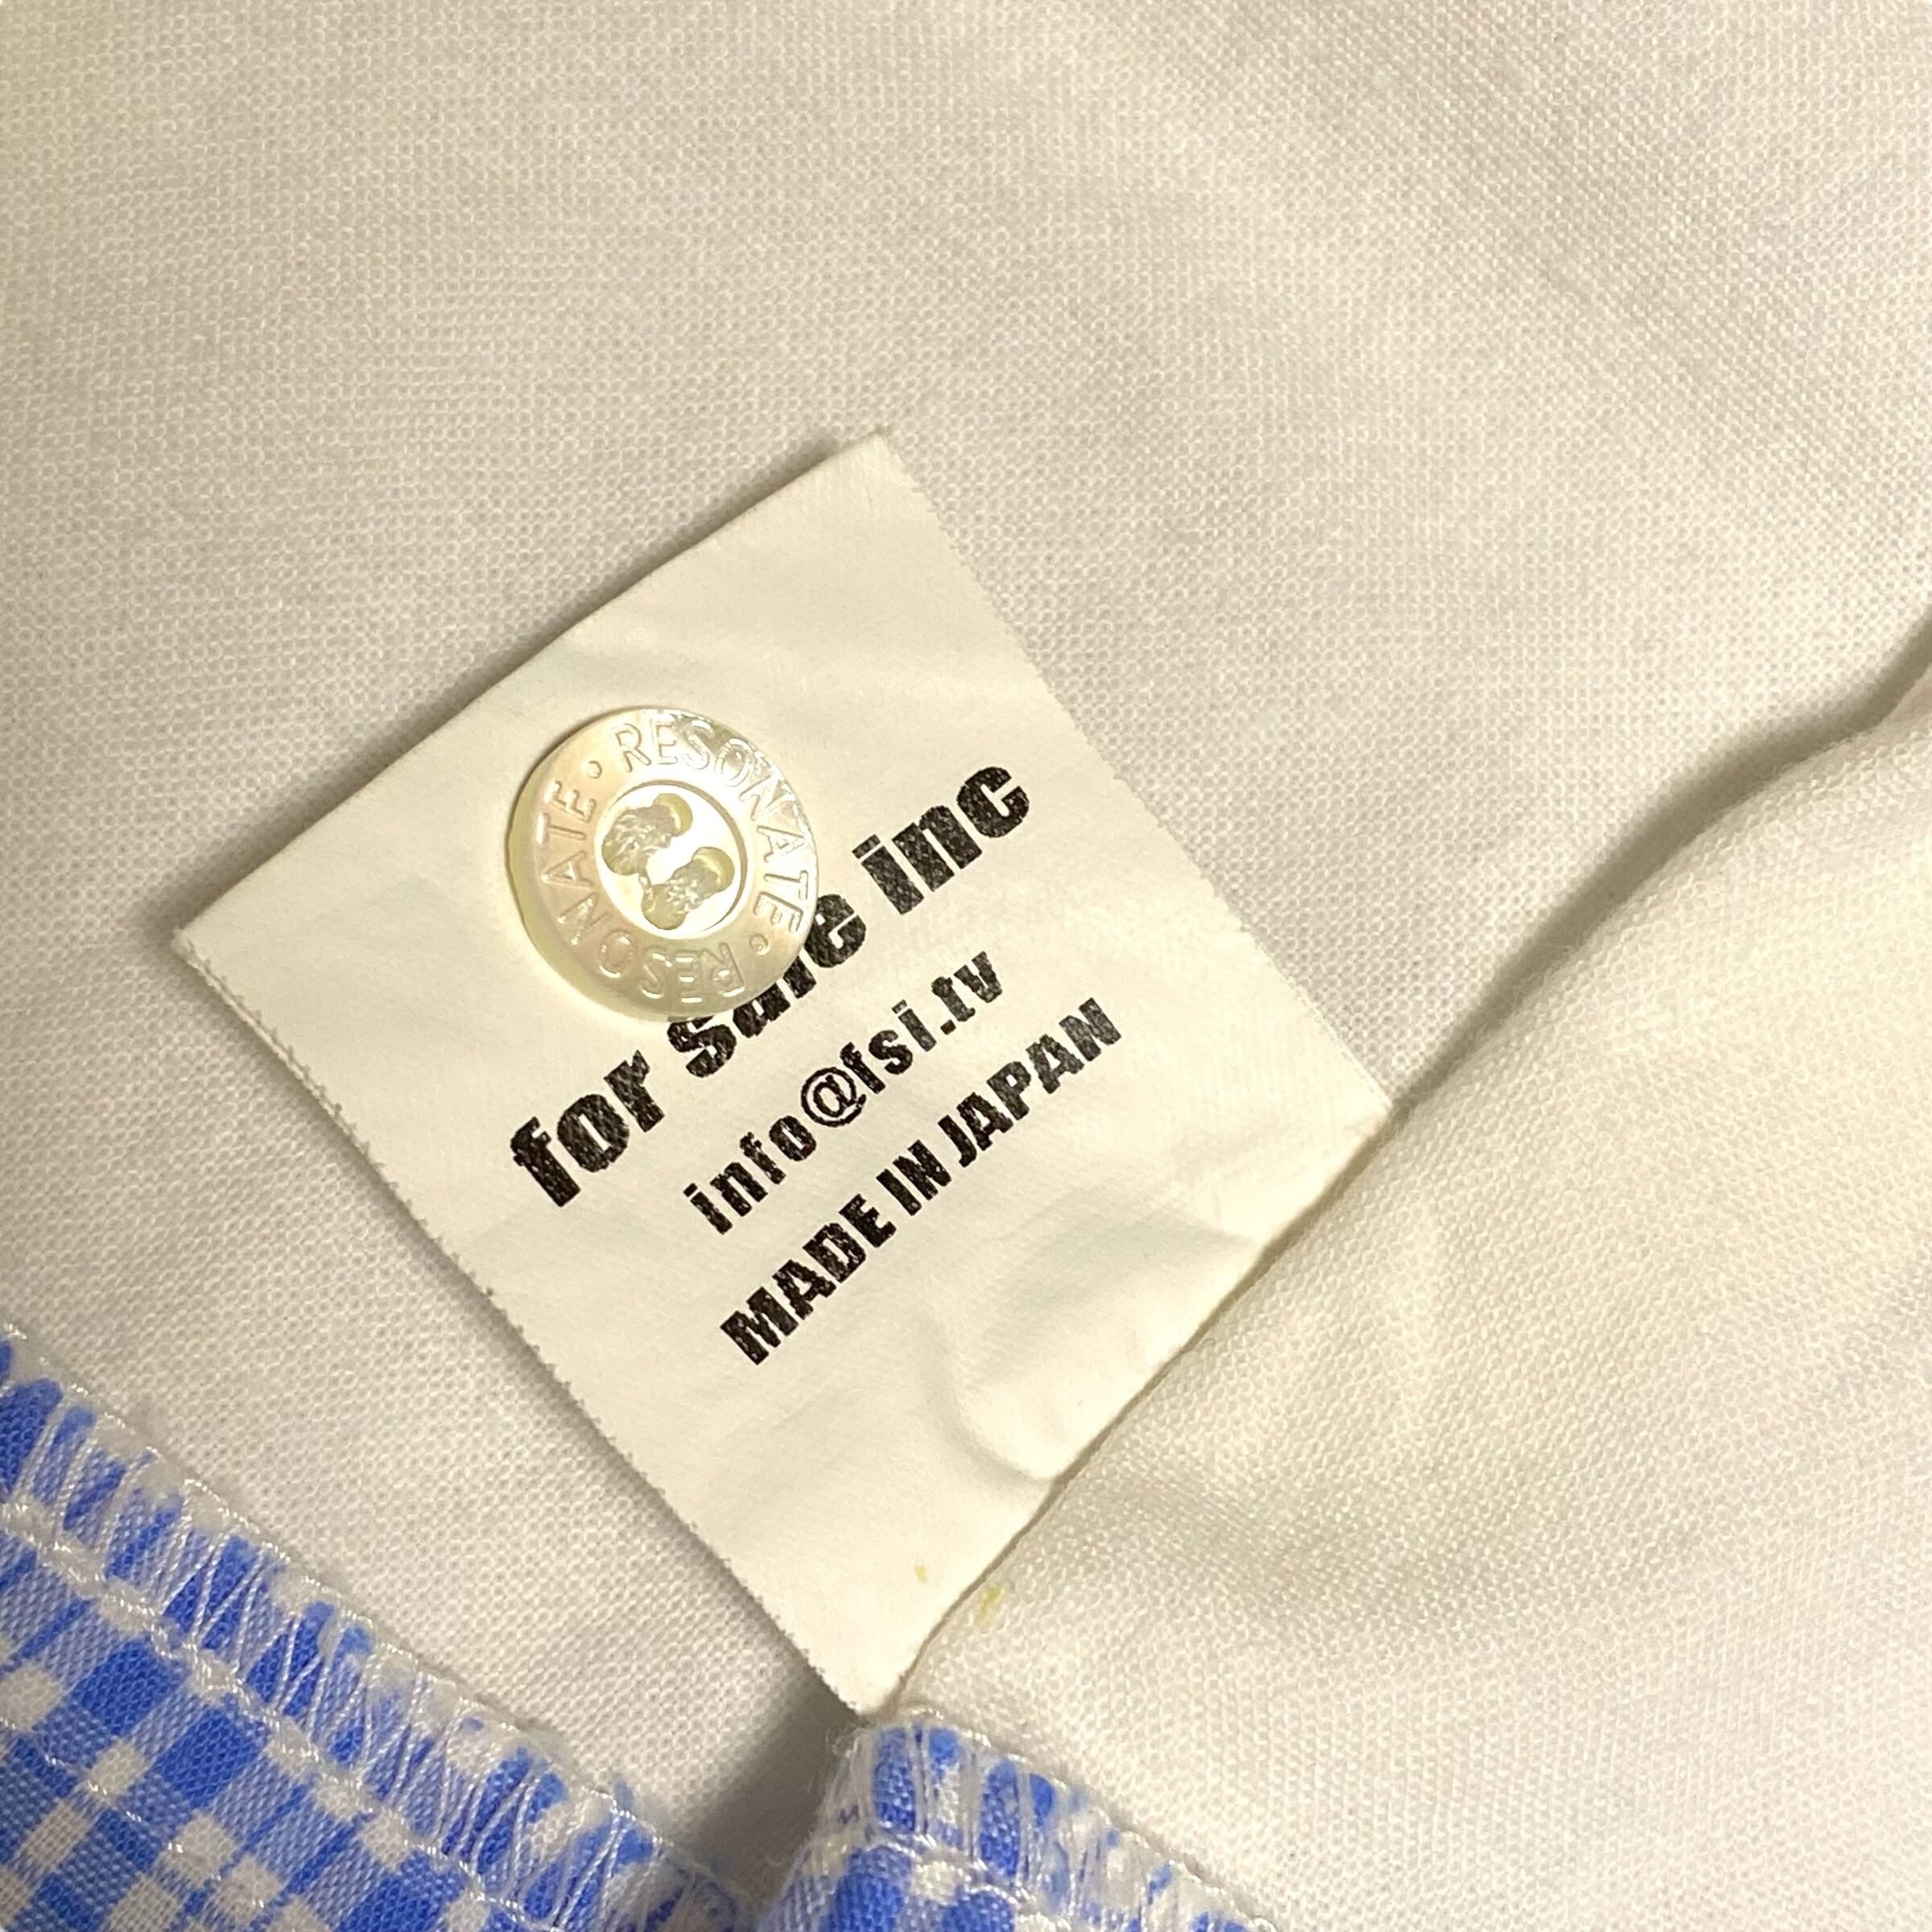 RESONATE • RESONATE •
for sale inc
info@fsi.tv
MADE IN JAPAN